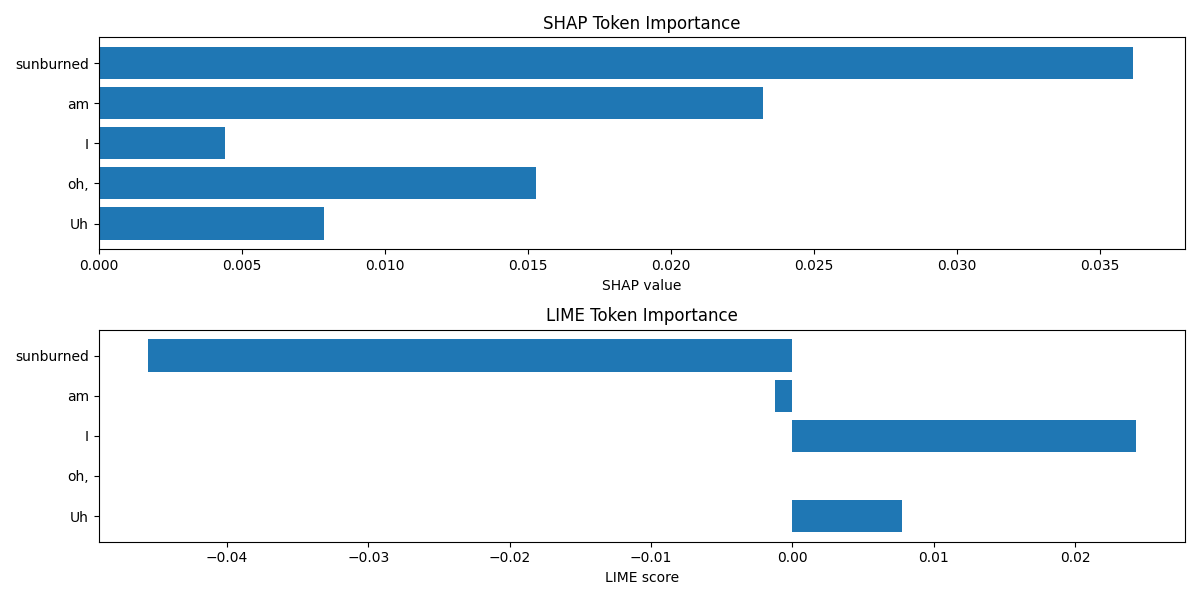 SHAP Token Importance
sunburned
am
I
oh,
Uh
0.000 0.005 0.010 0.015 0.020 0.025 0.030 0.035
SHAP value
LIME Token Importance
sunburned
am
I
oh,
Uh
−0.04 −0.03 −0.02 −0.01 0.00 0.01 0.02
LIME score